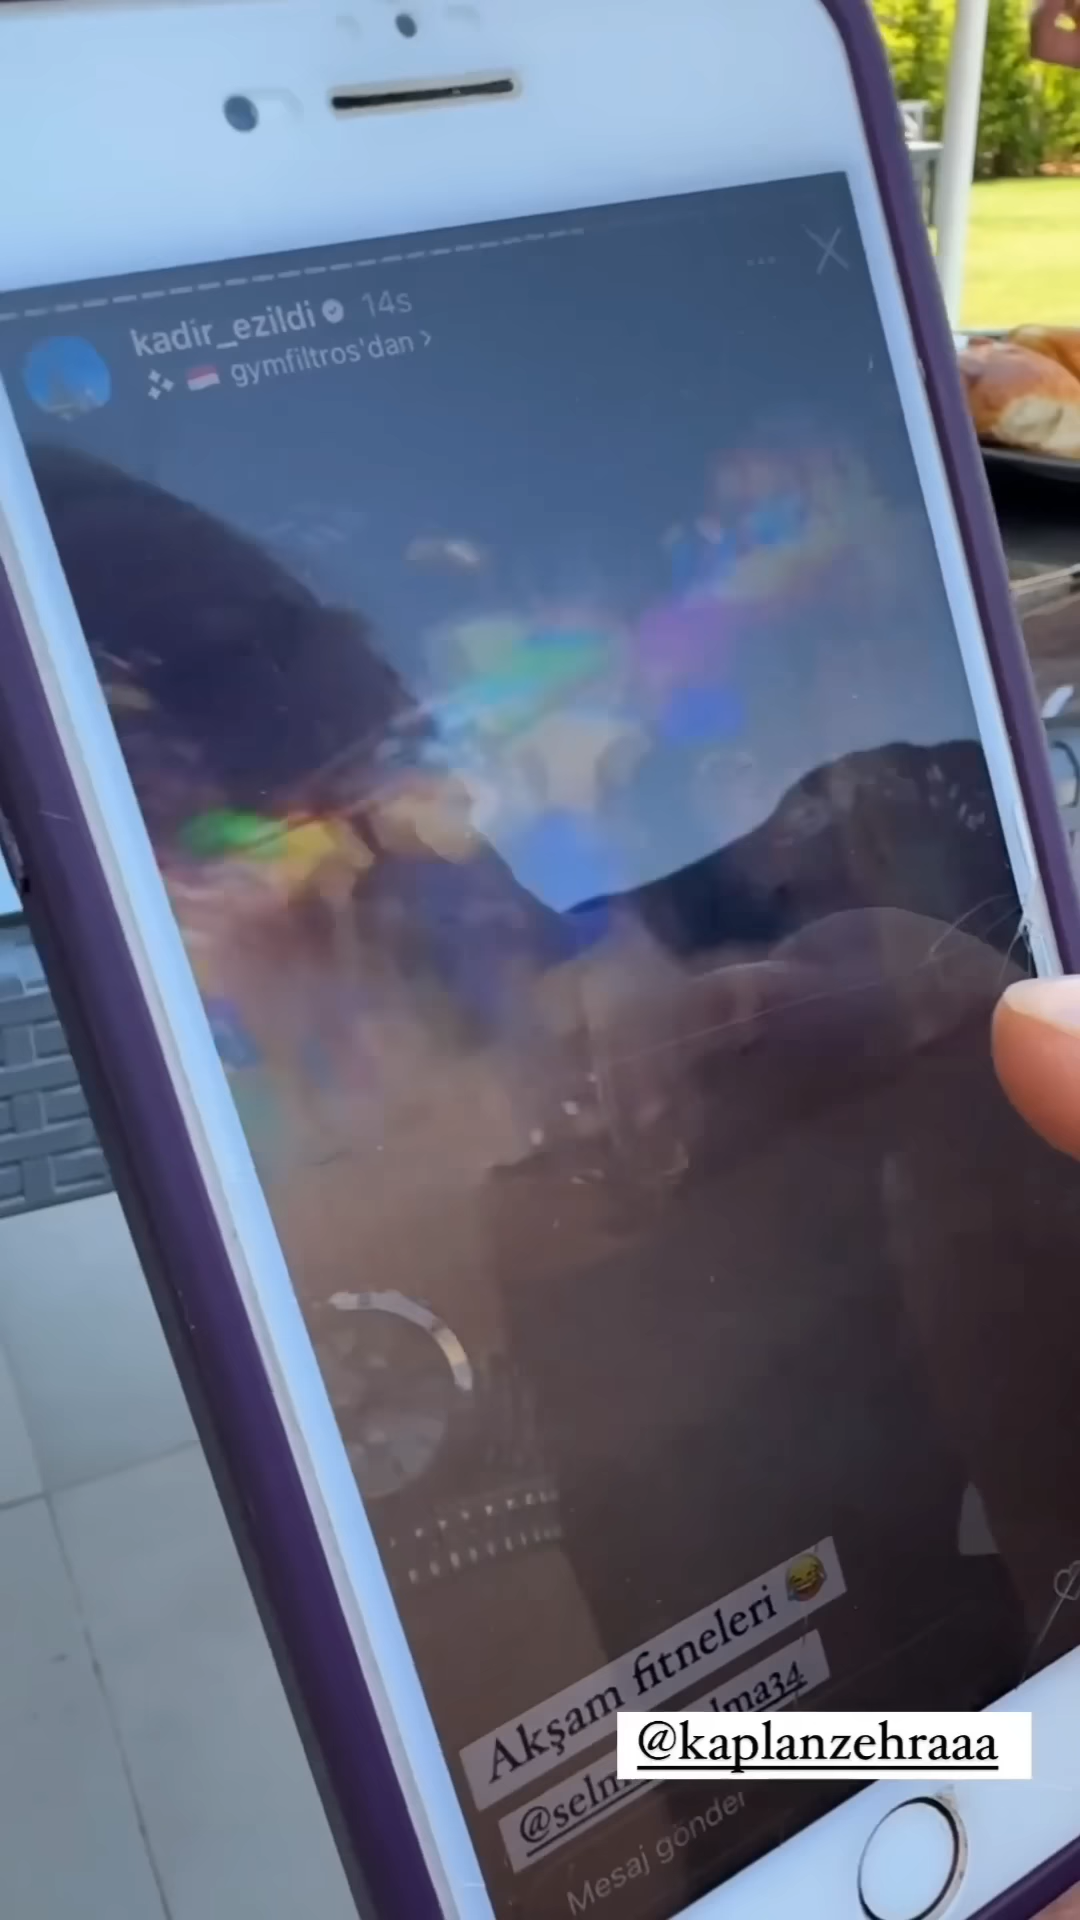 kadir_ezildi 14s
gymfiltros'dan >
Akşam fitneleri 😂
@kaplanzehraaa
Mesaj gönder